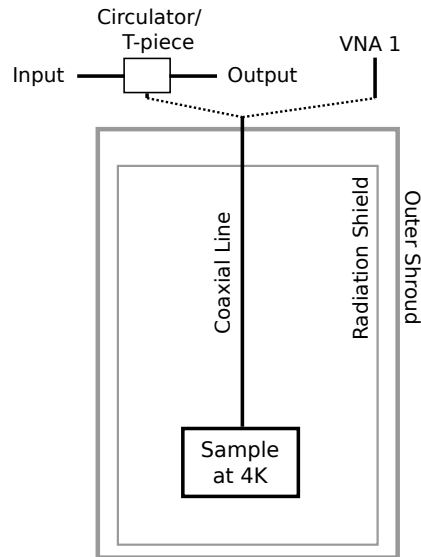 Circulator/
T-piece
VNA 1
Input
Output
Coaxial Line
Radiation Shield
Outer Shroud
Sample
at 4K